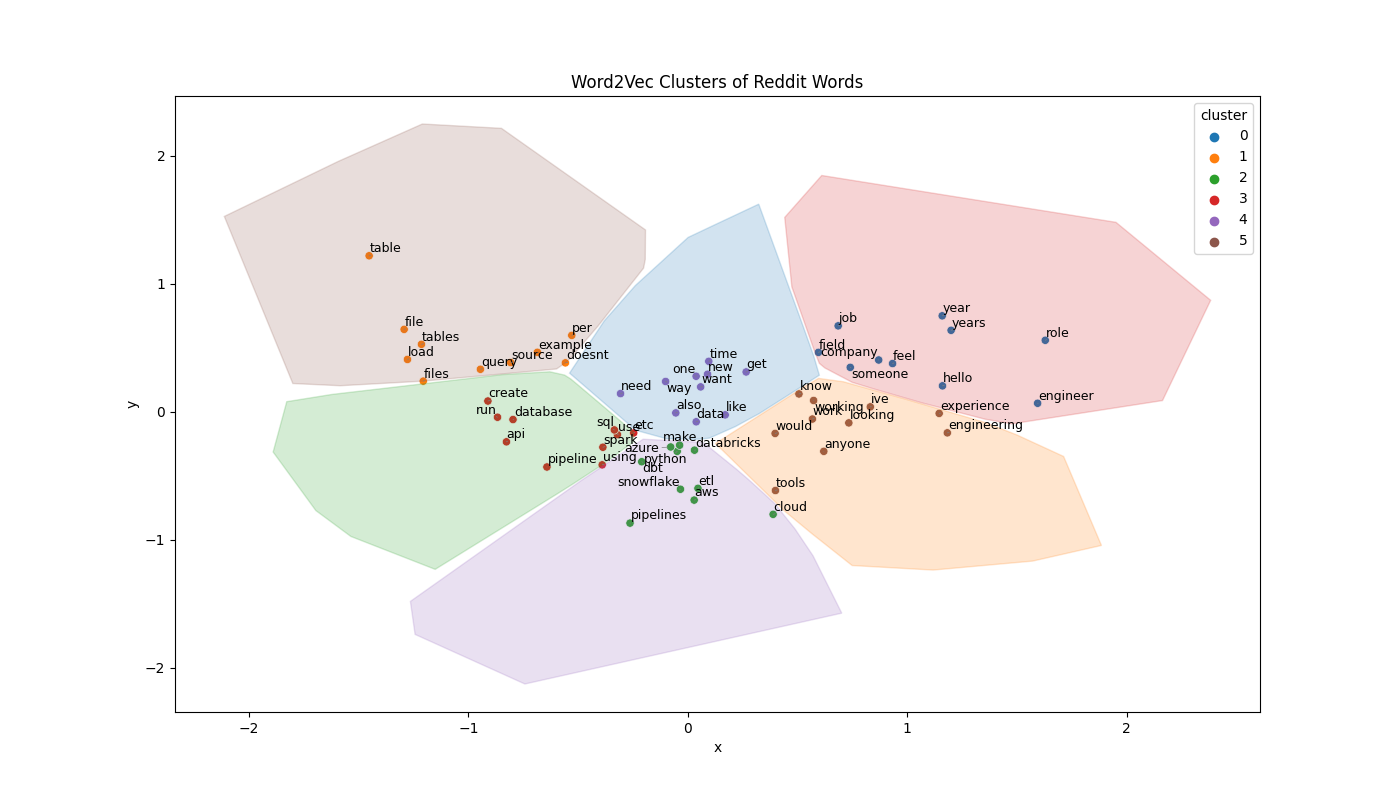 Word2Vec Clusters of Reddit Words
cluster
0
1
2
3
4
5
y
2
1
0
−1
−2
table
file
tables
load
files
query
source
example
per
doesnt
create
run
database
api
pipeline
sql
use
etc
spark
using
azure
make
databricks
python
dbt
snowflake
etl
aws
pipelines
need
one
way
time
new
want
get
also
data
like
job
field
company
someone
feel
year
years
role
hello
engineer
know
working
work
ive
looking
would
anyone
experience
engineering
tools
cloud
−2
−1
0
1
2
x